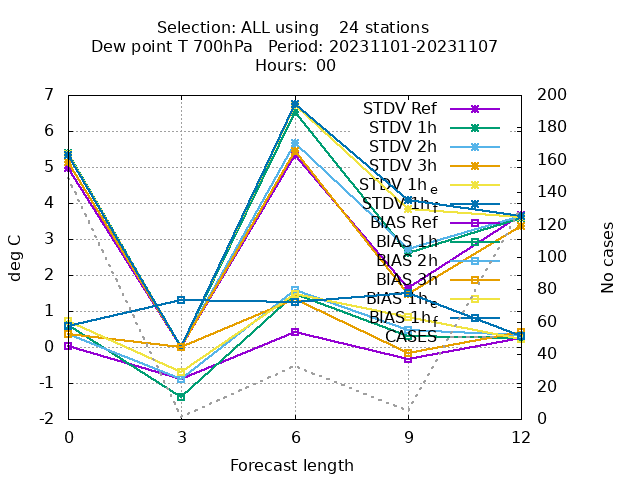 Selection: ALL using 24 stations
Dew point T 700hPa Period: 20231101-20231107
Hours: 00
7
6
5
4
3
2
1
0
-1
-2
deg C
200
180
160
140
120
100
80
60
40
20
0
No cases
STDV Ref
STDV 1h
STDV 2h
STDV 3h
STDV 1he
STDV 1hf
BIAS Ref
BIAS 1h
BIAS 2h
BIAS 3h
BIAS 1he
BIAS 1hf
CASES
0 3 6 9 12
Forecast length